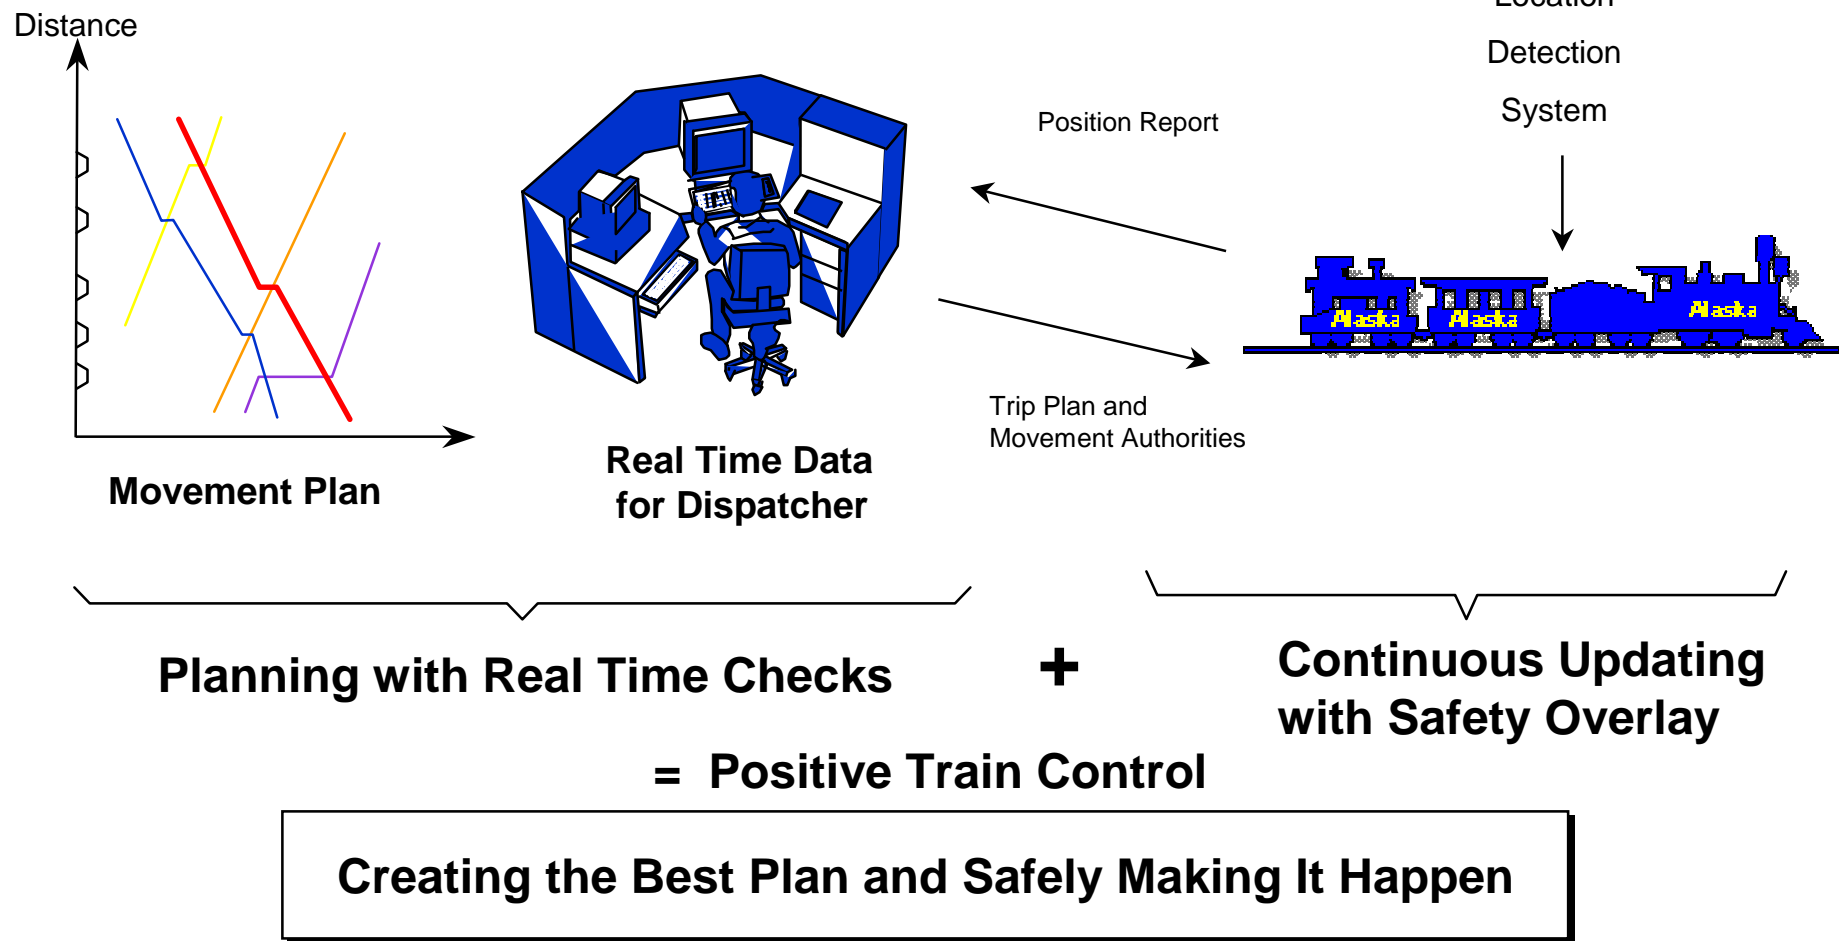 Location
Distance
Detection
System
Position Report
Alaska
Alaska
Alaska
Trip Plan and
Movement Authorities
Real Time Data
for Dispatcher
Movement Plan
Planning with Real Time Checks
+
Continuous Updating
with Safety Overlay
= Positive Train Control
Creating the Best Plan and Safely Making It Happen